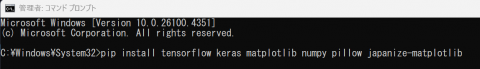 管理者: コマンド プロンプト
Microsoft Windows [Version 10.0.26100.4351]
(c) Microsoft Corporation. All rights reserved.
C:¥Windows¥System32>pip install tensorflow keras matplotlib numpy pillow japanize-matplotlib